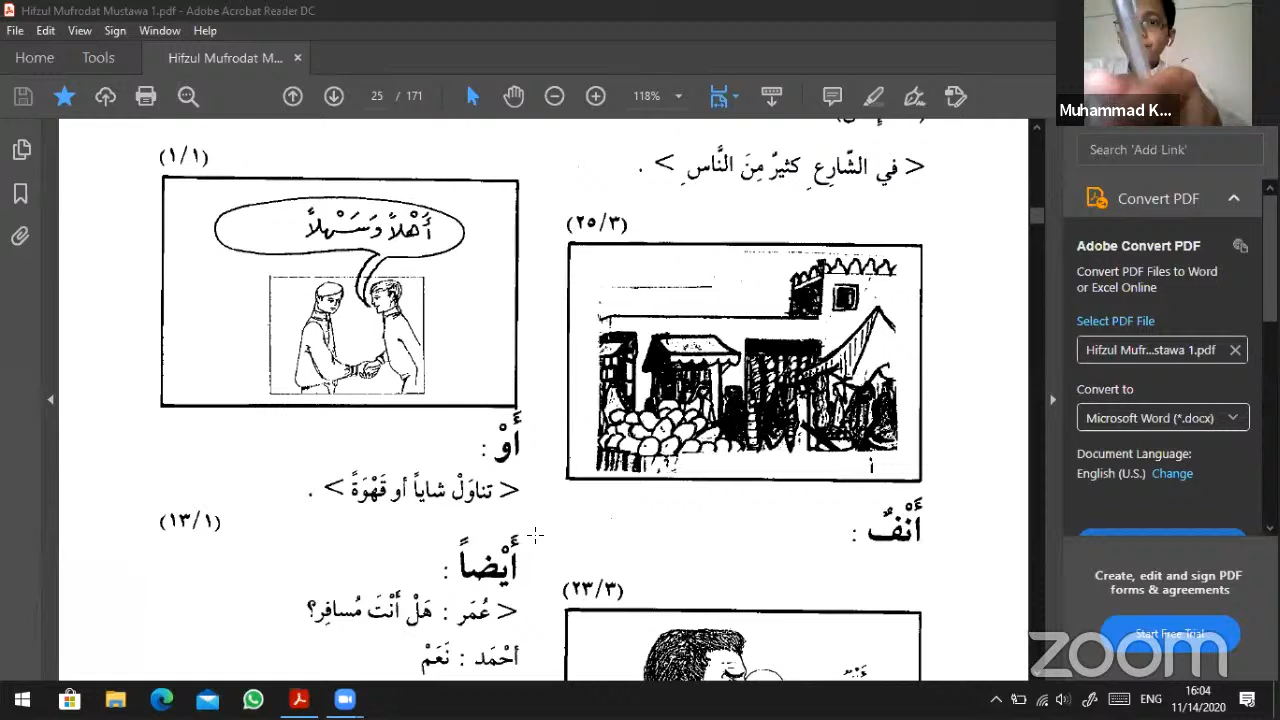 Hifzul Mufrodat Mustawa 1.pdf - Adobe Acrobat Reader DC
File Edit View Sign Window Help
Home Tools Hifzul Mufrodat M... ×
25 / 171 118%
Muhammad K...
< في الشّارِعِ كثيرٌ مِنَ النَّاسِ > .
(٢٥/٣)
أَنْفٌ :
(٢٣/٣)
(١/١)
أَهْلاً وَسَهْلاً
أَوْ :
< تناوَلْ شاياً أو قَهْوَةً > .
(١٣/١)
أَيْضاً :
< عُمَر : هَلْ أَنْتَ مُسافِر؟
أحْمَد : نَعَمْ
Search 'Add Link'
Convert PDF
Adobe Convert PDF
Convert PDF Files to Word
or Excel Online
Select PDF File
Hifzul Mufr...stawa 1.pdf
Convert to
Microsoft Word (*.docx)
Document Language:
English (U.S.) Change
Create, edit and sign PDF
forms & agreements
Start Free Trial
zoom
ENG
16:04
11/14/2020